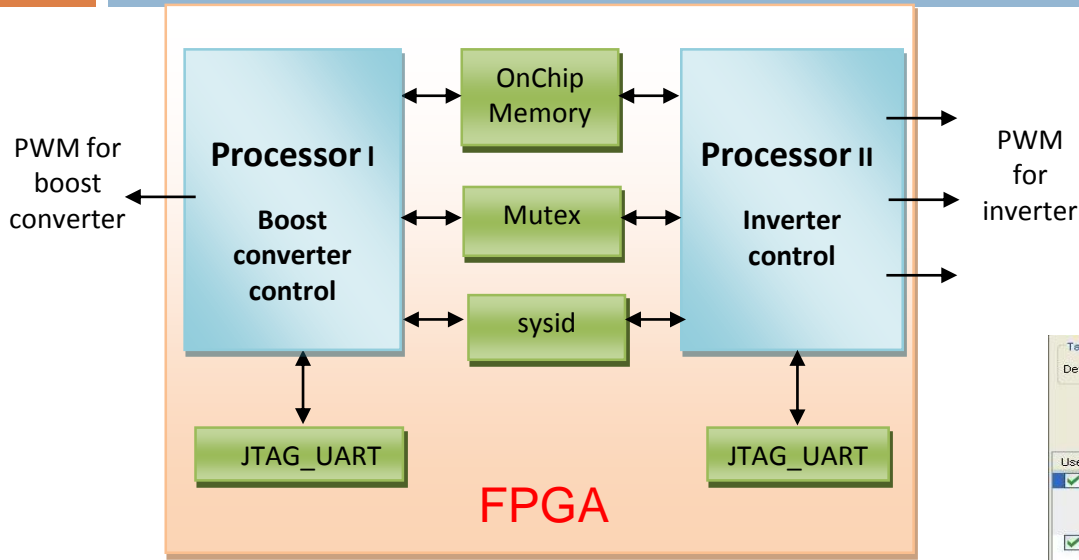 PWM for
boost
converter
Processor I
Boost
converter
control
OnChip
Memory
Mutex
sysid
Processor II
Inverter
control
PWM
for
inverter
JTAG_UART
JTAG_UART
FPGA